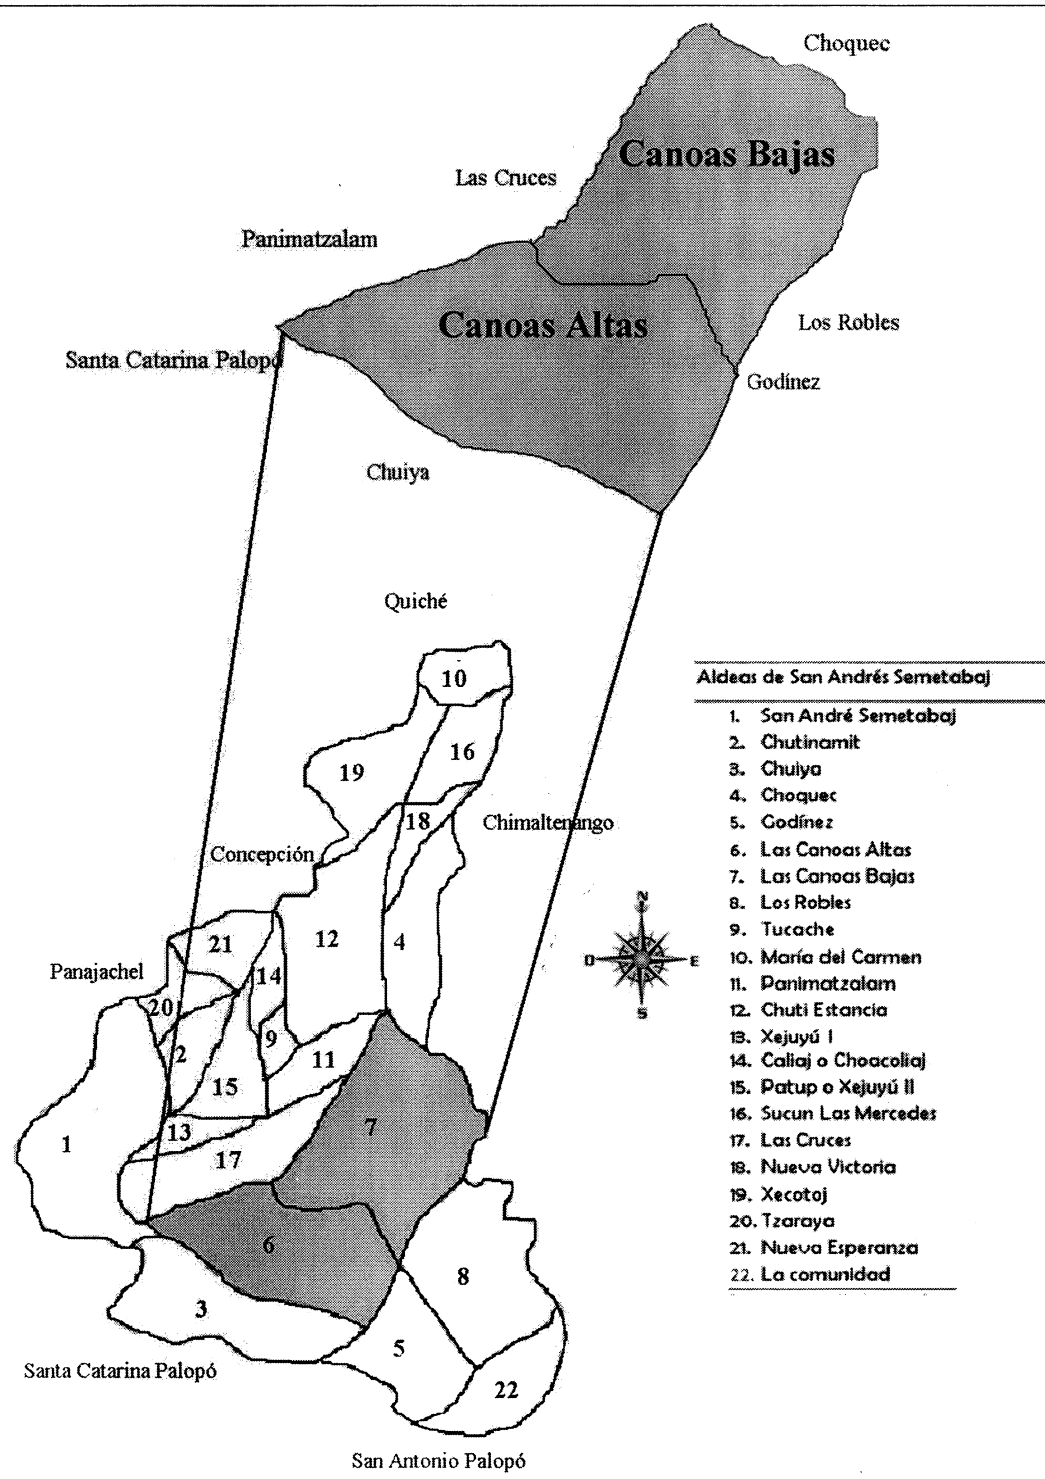 Choquec
Canoas Bajas
Las Cruces
Panimatzalam
Canoas Altas
Los Robles
Santa Catarina Palopó
Godínez
Chuiya
Quiché
10
16
19
18
Chimaltenango
Concepción
12
4
21
14
Panajachel
20
9
2
11
15
13
7
1
17
6
8
3
5
22
Santa Catarina Palopó
San Antonio Palopó
N
O
E
S
Aldeas de San Andrés Semetabaj
1. San André Semetabaj
2. Chutinamit
3. Chuiya
4. Choquec
5. Godínez
6. Las Canoas Altas
7. Las Canoas Bajas
8. Los Robles
9. Tucache
10. María del Carmen
11. Panimatzalam
12. Chuti Estancia
13. Xejuyú I
14. Caliaj o Choacoliaj
15. Patup o Xejuyú II
16. Sucun Las Mercedes
17. Las Cruces
18. Nueva Victoria
19. Xecotoj
20. Tzaraya
21. Nueva Esperanza
22. La comunidad